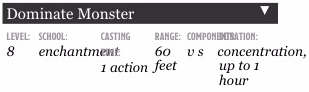 Dominate Monster ▼
LEVEL: SCHOOL: CASTING RANGE: COMPONENTS: DURATION:
8 enchantment 1 action 60 feet v s concentration, up to 1 hour